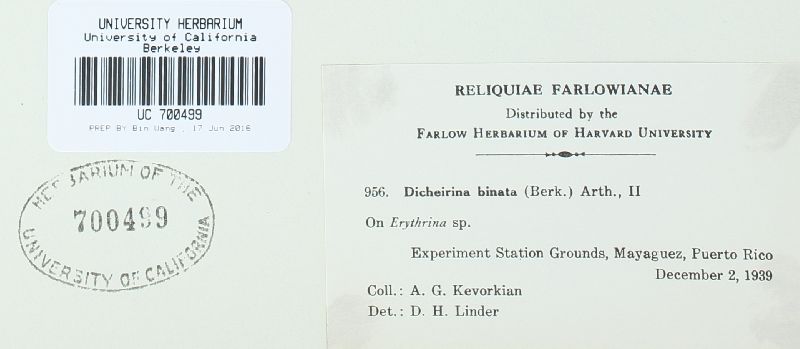 UNIVERSITY HERBARIUM
University of California
Berkeley
UC 700499
PREP BY Bin Wang , 17 Jun 2016
HERBARIUM OF THE
700499
UNIVERSITY OF CALIFORNIA
RELIQUIAE FARLOWIANAE
Distributed by the
FARLOW HERBARIUM OF HARVARD UNIVERSITY
956. Dicheirina binata (Berk.) Arth., II
On Erythrina sp.
Experiment Station Grounds, Mayaguez, Puerto Rico
December 2, 1939
Coll.: A. G. Kevorkian
Det.: D. H. Linder